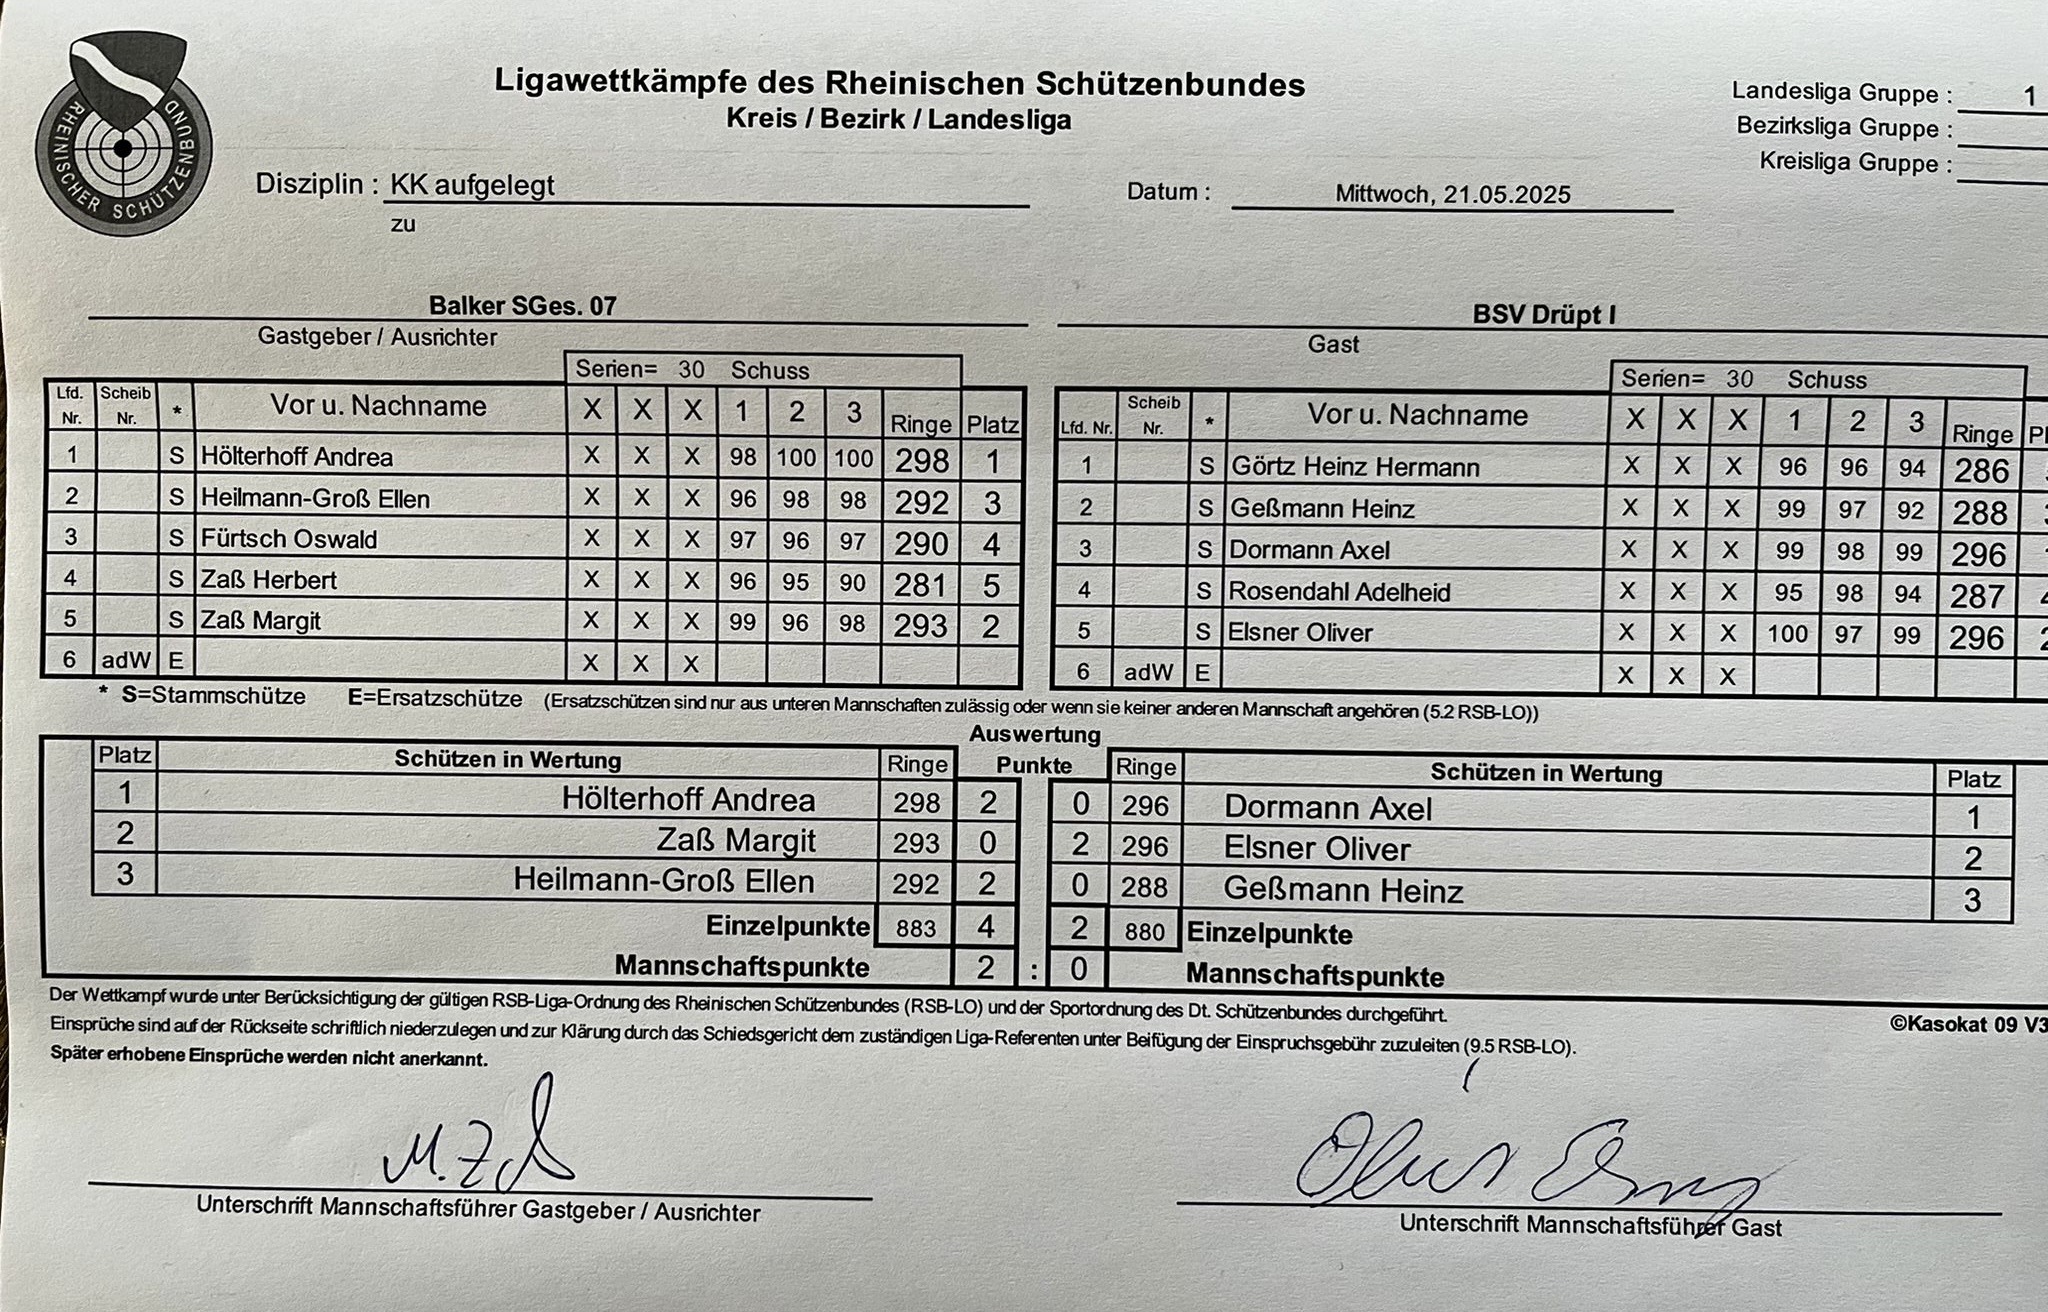 RHEINISCHER SCHÜTZENBUND
Ligawettkämpfe des Rheinischen Schützenbundes
Kreis / Bezirk / Landesliga
Landesliga Gruppe : 1
Bezirksliga Gruppe :
Kreisliga Gruppe :
Disziplin : KK aufgelegt
Datum : Mittwoch, 21.05.2025
zu
Balker SGes. 07
Gastgeber / Ausrichter
Serien= 30 Schuss
Lfd. Nr. Scheib Nr. * Vor u. Nachname X X X 1 2 3 Ringe Platz
1 S Hölterhoff Andrea X X X 98 100 100 298 1
2 S Heilmann-Groß Ellen X X X 96 98 98 292 3
3 S Fürtsch Oswald X X X 97 96 97 290 4
4 S Zaß Herbert X X X 96 95 90 281 5
5 S Zaß Margit X X X 99 96 98 293 2
6 adW E X X X
BSV Drüpt I
Gast
Serien= 30 Schuss
Lfd. Nr. Scheib Nr. * Vor u. Nachname X X X 1 2 3 Ringe Pl
1 S Görtz Heinz Hermann X X X 96 96 94 286
2 S Geßmann Heinz X X X 99 97 92 288
3 S Dormann Axel X X X 99 98 99 296
4 S Rosendahl Adelheid X X X 95 98 94 287
5 S Elsner Oliver X X X 100 97 99 296
6 adW E X X X
* S=Stammschütze E=Ersatzschütze (Ersatzschützen sind nur aus unteren Mannschaften zulässig oder wenn sie keiner anderen Mannschaft angehören (5.2 RSB-LO))
Auswertung
Platz Schützen in Wertung Ringe Punkte Ringe Schützen in Wertung Platz
1 Hölterhoff Andrea 298 2 0 296 Dormann Axel 1
2 Zaß Margit 293 0 2 296 Elsner Oliver 2
3 Heilmann-Groß Ellen 292 2 0 288 Geßmann Heinz 3
Einzelpunkte 883 4 2 880 Einzelpunkte
Mannschaftspunkte 2 : 0 Mannschaftspunkte
Der Wettkampf wurde unter Berücksichtigung der gültigen RSB-Liga-Ordnung des Rheinischen Schützenbundes (RSB-LO) und der Sportordnung des Dt. Schützenbundes durchgeführt.
Einsprüche sind auf der Rückseite schriftlich niederzulegen und zur Klärung durch das Schiedsgericht dem zuständigen Liga-Referenten unter Beifügung der Einspruchsgebühr zuzuleiten (9.5 RSB-LO).
©Kasokat 09 V3
Später erhobene Einsprüche werden nicht anerkannt.
Unterschrift Mannschaftsführer Gastgeber / Ausrichter
Unterschrift Mannschaftsführer Gast